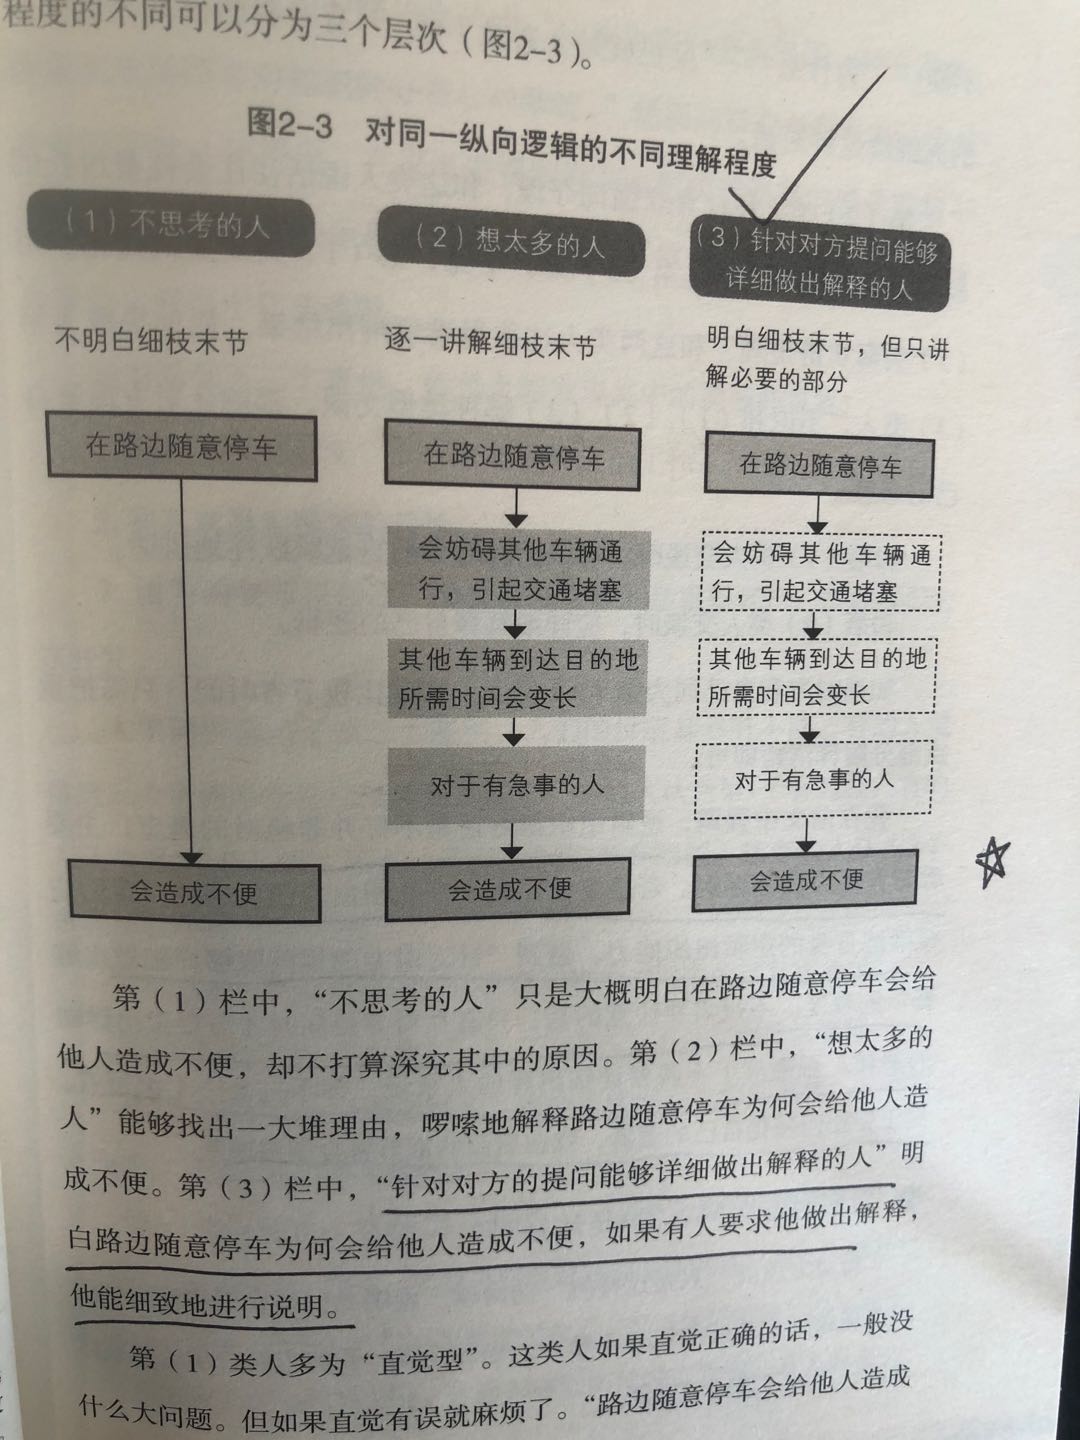 程度的不同可以分为三个层次（图2-3）。
图2-3 对同一纵向逻辑的不同理解程度
（1）不思考的人
不明白细枝末节
在路边随意停车
会造成不便
（2）想太多的人
逐一讲解细枝末节
在路边随意停车
会妨碍其他车辆通
行，引起交通堵塞
其他车辆到达目的地
所需时间会变长
对于有急事的人
会造成不便
（3）针对对方提问能够
详细做出解释的人
明白细枝末节，但只讲
解必要的部分
在路边随意停车
会妨碍其他车辆通
行，引起交通堵塞
其他车辆到达目的地
所需时间会变长
对于有急事的人
会造成不便
第（1）栏中，“不思考的人”只是大概明白在路边随意停车会给
他人造成不便，却不打算深究其中的原因。第（2）栏中，“想太多的
人”能够找出一大堆理由，啰嗦地解释路边随意停车为何会给他人造
成不便。第（3）栏中，“针对对方的提问能够详细做出解释的人”明
白路边随意停车为何会给他人造成不便，如果有人要求他做出解释，
他能细致地进行说明。
第（1）类人多为“直觉型”。这类人如果直觉正确的话，一般没
什么大问题。但如果直觉有误就麻烦了。“路边随意停车会给他人造成